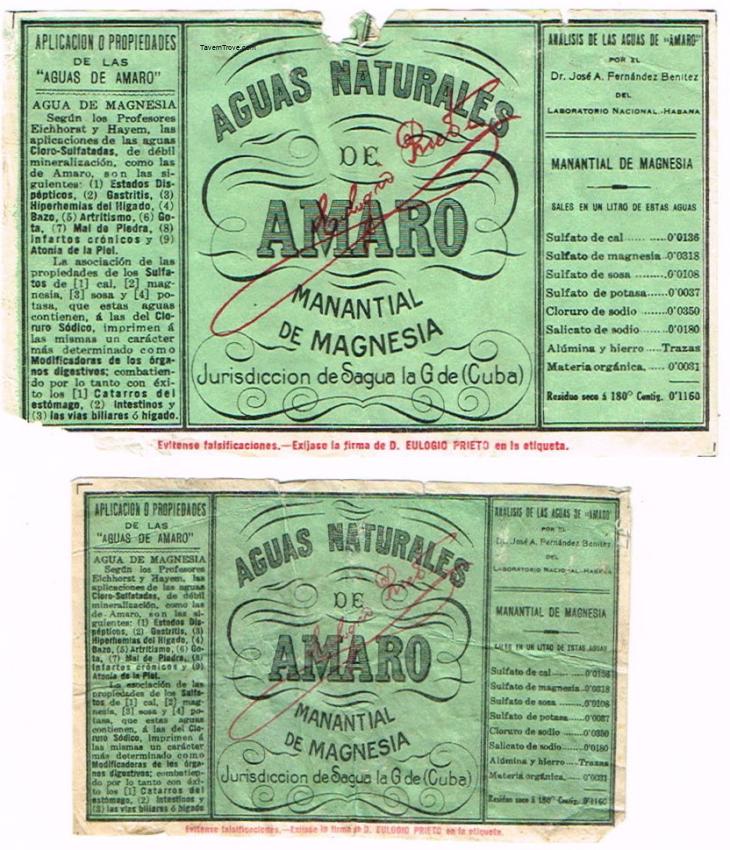 TavernTrove.com
APLICACION O PROPIEDADES
DE LAS
"AGUAS DE AMARO"
AGUA DE MAGNESIA
Según los Profesores
Eichhorst y Hayem, las
aplicaciones de las aguas
Cloro-Sulfatadas, de débil
mineralización, como las
de Amaro, son las si-
guientes: (1) Estados Dis-
pépticos, (2) Gastritis, (3)
Hiperhemias del Higado, (4)
Bazo, (5) Artritismo, (6) Go-
ta, (7) Mal de Piedra, (8)
Infartos crónicos y (9)
Atonía de la Piel.
La asociación de las
propiedades de los Sulfa-
tos de [1] cal, [2] mag-
nesia, [3] sosa y [4] po-
tasa, que estas aguas
contienen, á las del Clo-
ruro Sódico, imprimen á
las mismas un carácter
más determinado como
Modificadoras de los órga-
nos digestivos; combatien-
do por lo tanto con éxi-
to los [1] Catarros del
estómago, (2) Intestinos y
(3) las vias biliares ó higado.
AGUAS NATURALES
DE
AMARO
Eulogio Prieto
MANANTIAL
DE MAGNESIA
Jurisdiccion de Sagua la G de (Cuba)
ANALISIS DE LAS AGUAS DE "AMARO"
POR EL
Dr. José A. Fernández Benitez
DEL
LABORATORIO NACIONAL-HABANA
MANANTIAL DE MAGNESIA
SALES EN UN LITRO DE ESTAS AGUAS
Sulfato de cal ...... 0'0136
Sulfato de magnesia .. 0'0318
Sulfato de sosa ...... 0'0108
Sulfato de potasa ...... 0'0037
Cloruro de sodio ...... 0'0350
Salicato de sodio ...... 0'0180
Alúmina y hierro .... Trazas
Materia orgánica. ..... 0'0031
Residuo seco á 180° Centig. 0'1160
Evítense falsificaciones.—Exíjase la firma de D. EULOGIO PRIETO en la etiqueta.
APLICACION O PROPIEDADES
DE LAS
"AGUAS DE AMARO"
AGUA DE MAGNESIA
Según los Profesores
Eichhorst y Hayem, las
aplicaciones de las aguas
Cloro-Sulfatadas, de débil
mineralización, como las
de Amaro, son las si-
guientes: (1) Estados Dis-
pépticos, (2) Gastritis, (3)
Hiperhemias del Higado, (4)
Bazo, (5) Artritismo, (6) Go-
ta, (7) Mal de Piedra, (8)
Infartos crónicos y (9)
Atonía de la Piel.
La asociación de las
propiedades de los Sulfa-
tos de [1] cal, [2] mag-
nesia, [3] sosa y [4] po-
tasa, que estas aguas
contienen, á las del Clo-
ruro Sódico, imprimen á
las mismas un carácter
más determinado como
Modificadoras de los órga-
nos digestivos; combatien-
do por lo tanto con éxi-
to los [1] Catarros del
estómago, (2) Intestinos y
(3) las vias biliares ó higado
AGUAS NATURALES
DE
AMARO
Eulogio Prieto
MANANTIAL
DE MAGNESIA
Jurisdiccion de Sagua la G de (Cuba)
ANALISIS DE LAS AGUAS DE "AMARO"
POR EL
Dr. José A. Fernández Benitez
DEL
LABORATORIO NACIONAL-HABANA
MANANTIAL DE MAGNESIA
SALES EN UN LITRO DE ESTAS AGUAS
Sulfato de cal ...... 0'0136
Sulfato de magnesia .. 0'0318
Sulfato de sosa ...... 0'0108
Sulfato de potasa ...... 0'0037
Cloruro de sodio ...... 0'0350
Salicato de sodio ...... 0'0180
Alúmina y hierro .... Trazas
Materia orgánica. ..... 0'0031
Residuo seco á 180° Centig. 0'1160
Evítense falsificaciones.—Exíjase la firma de D. EULOGIO PRIETO en la etiqueta.